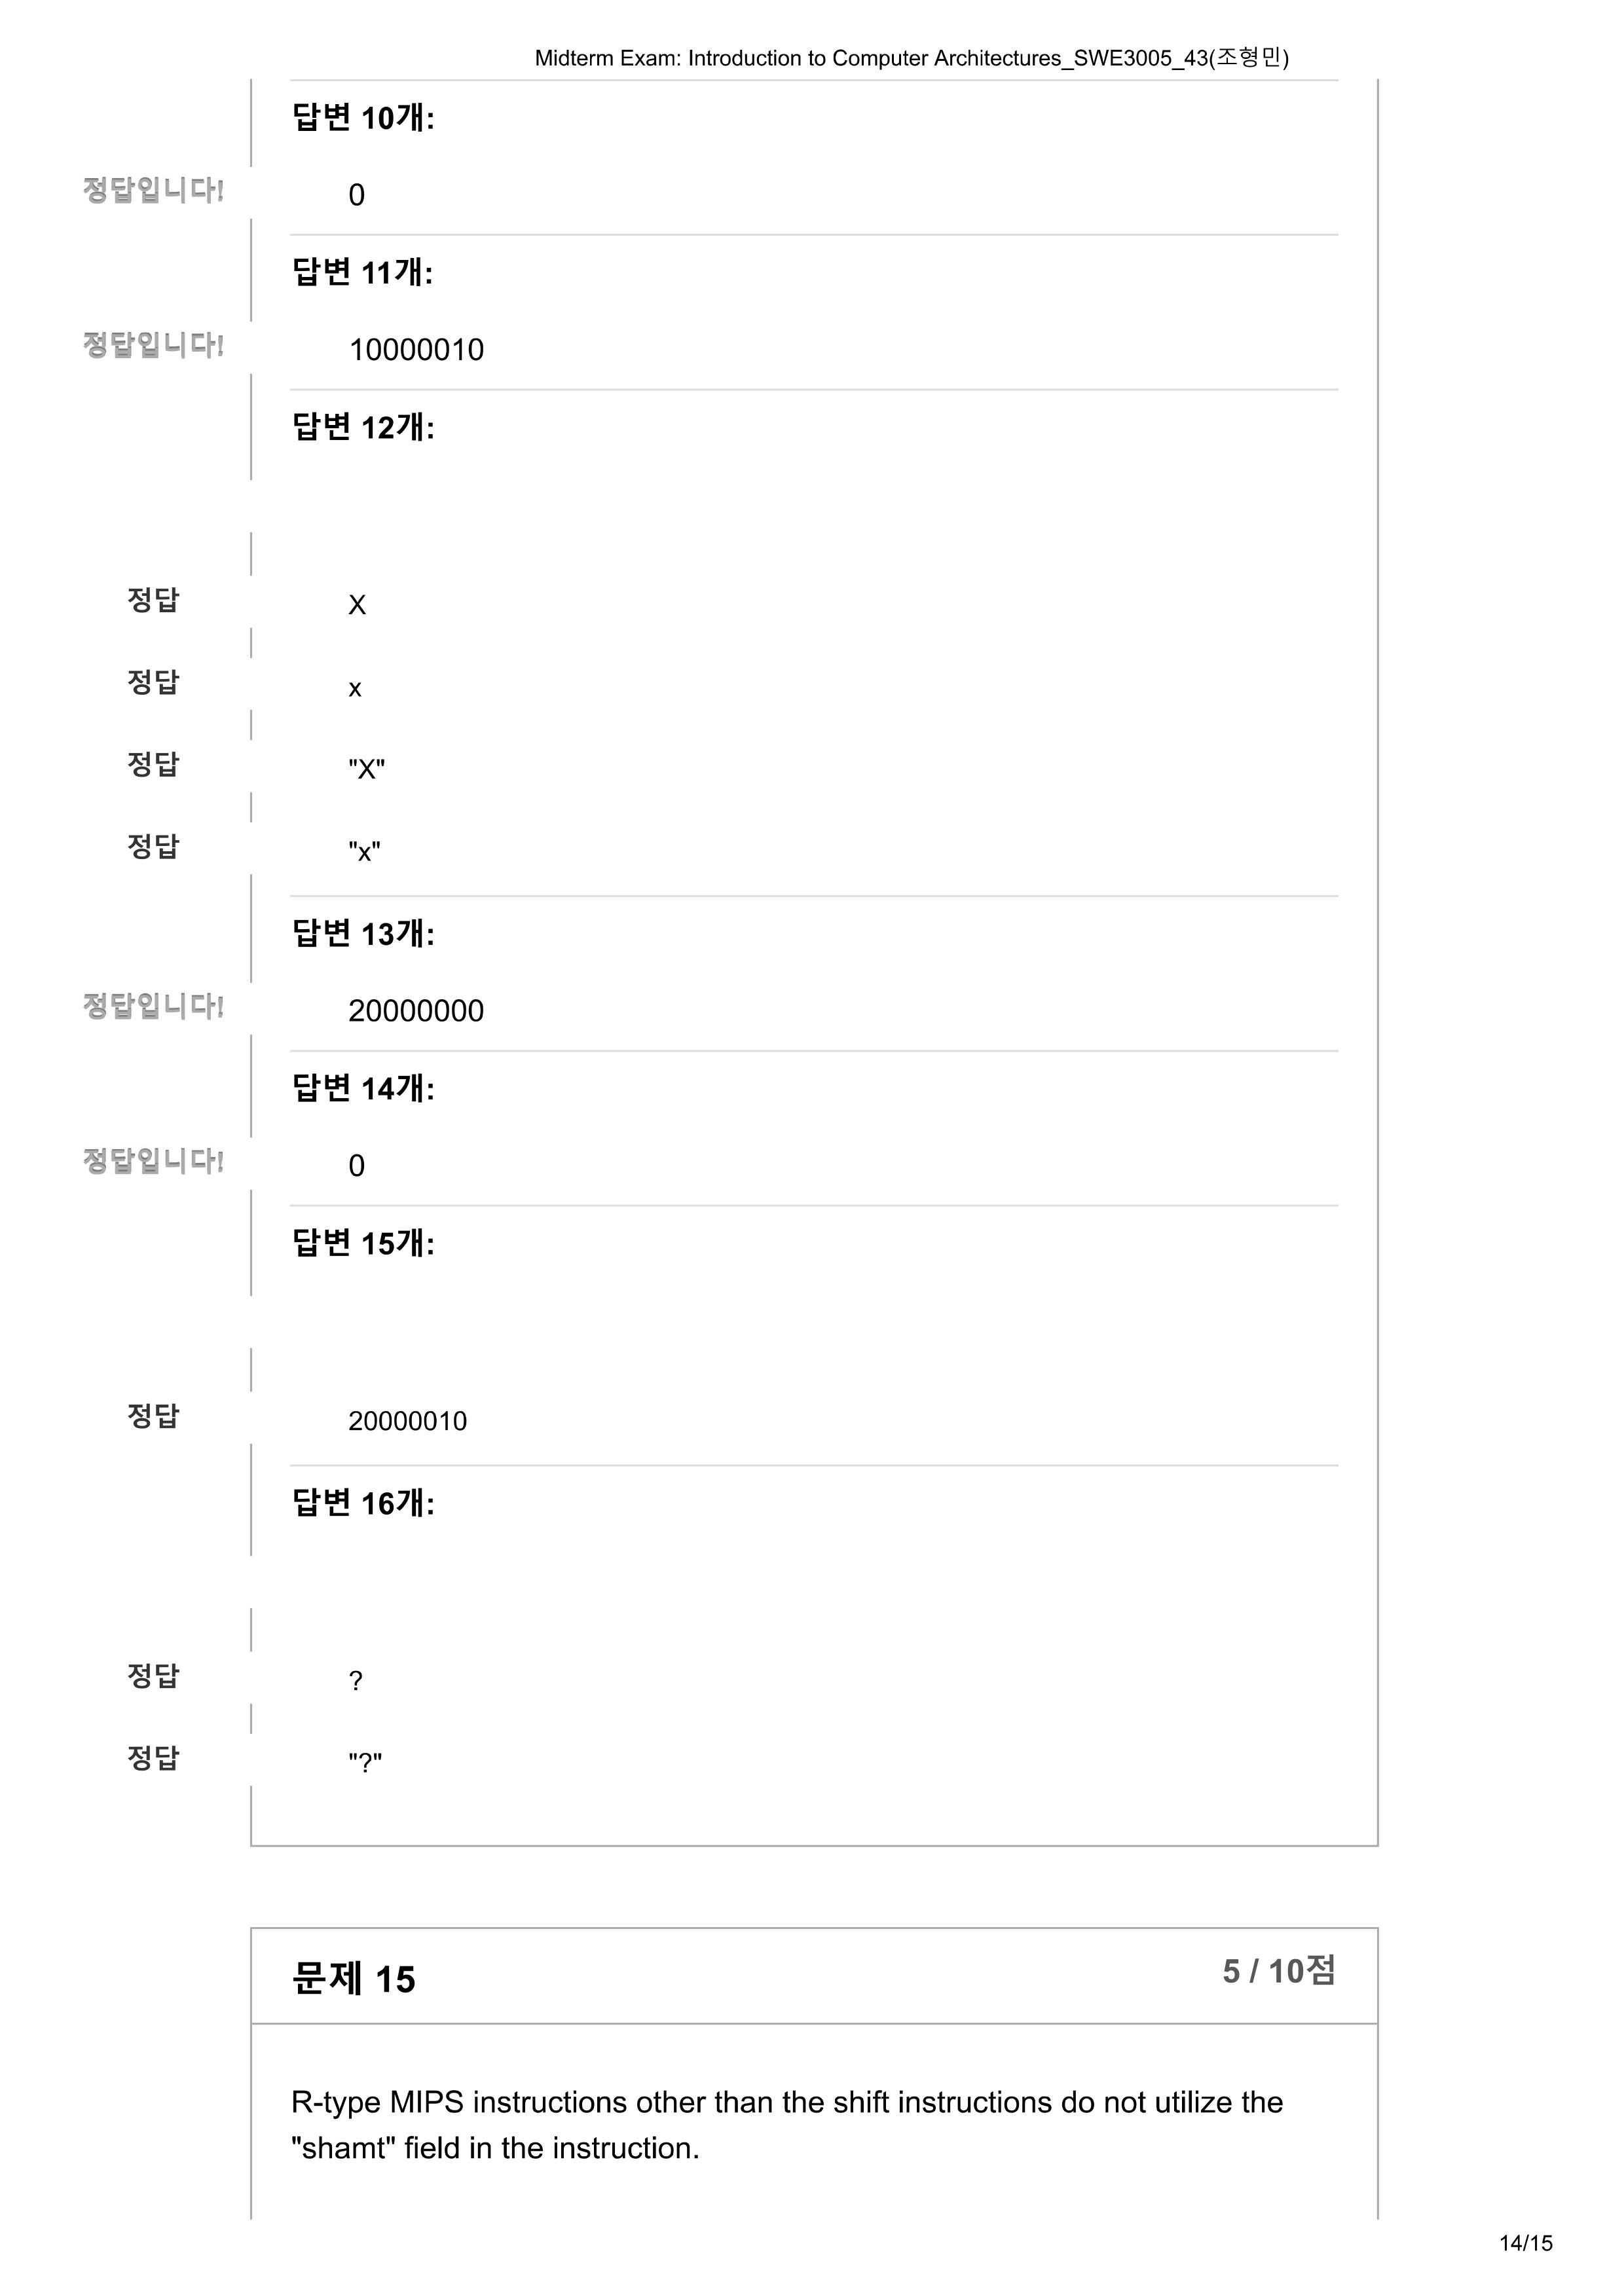 Midterm Exam: Introduction to Computer Architectures_SWE3005_43(조형민)
답변 10개:
정답입니다! 0
답변 11개:
정답입니다! 10000010
답변 12개:
정답 X
정답 x
정답 "X"
정답 "x"
답변 13개:
정답입니다! 20000000
답변 14개:
정답입니다! 0
답변 15개:
정답 20000010
답변 16개:
정답 ?
정답 "?"
문제 15 5 / 10점
R-type MIPS instructions other than the shift instructions do not utilize the
"shamt" field in the instruction.
14/15